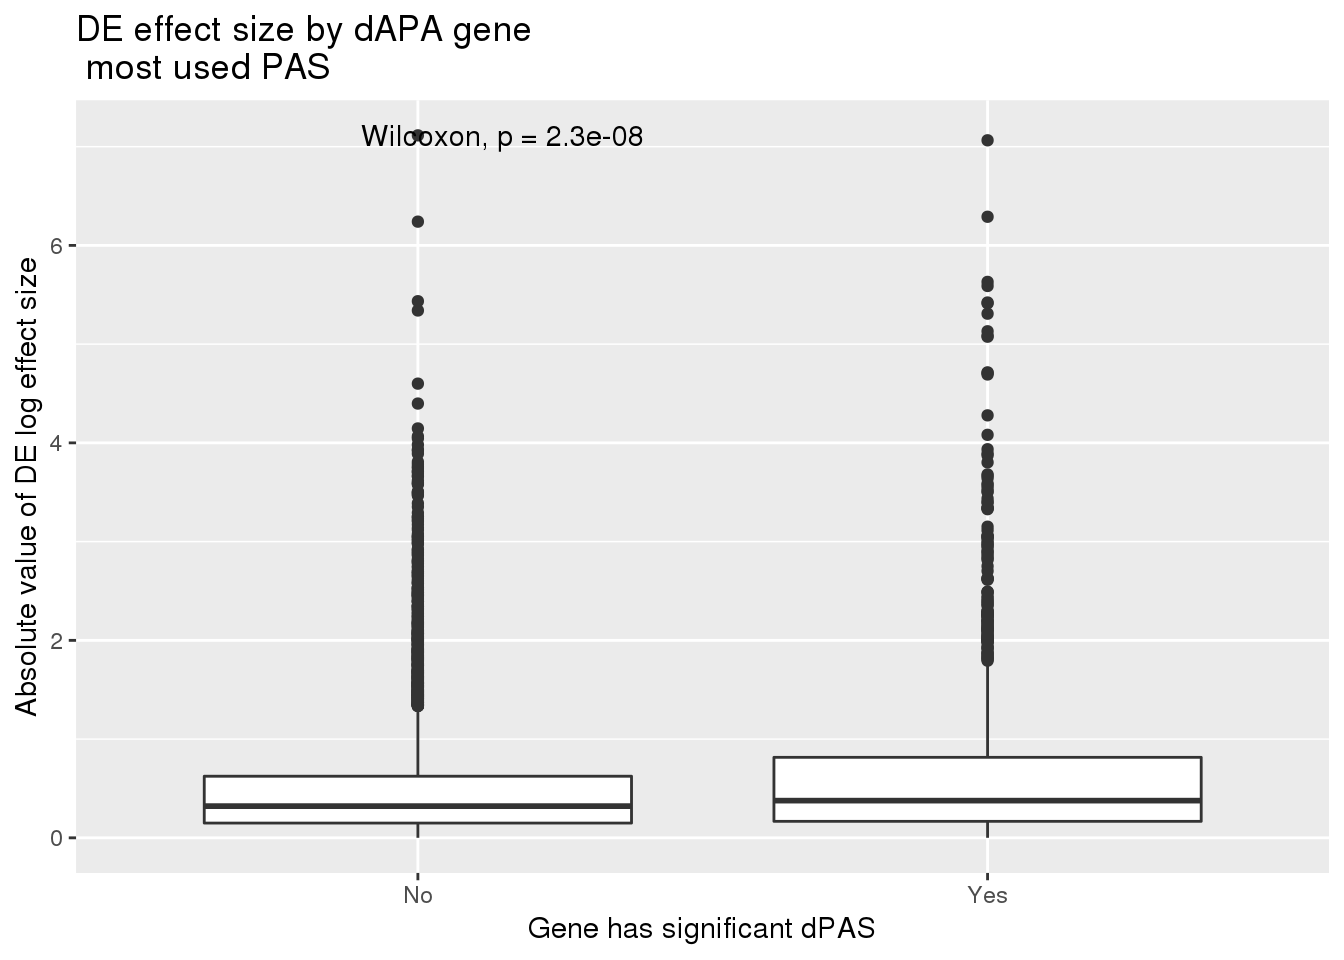 DE effect size by dAPA gene
most used PAS
Wilcoxon, p = 2.3e-08
Absolute value of DE log effect size
6
4
2
0
No
Yes
Gene has significant dPAS